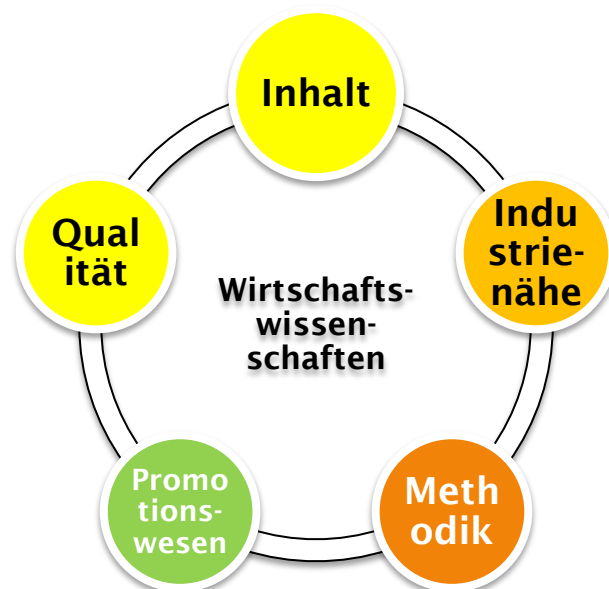 Inhalt
Qual
ität
Indu
strie-
nähe
Wirtschafts-
wissen-
schaften
Promo
tions-
wesen
Meth
odik